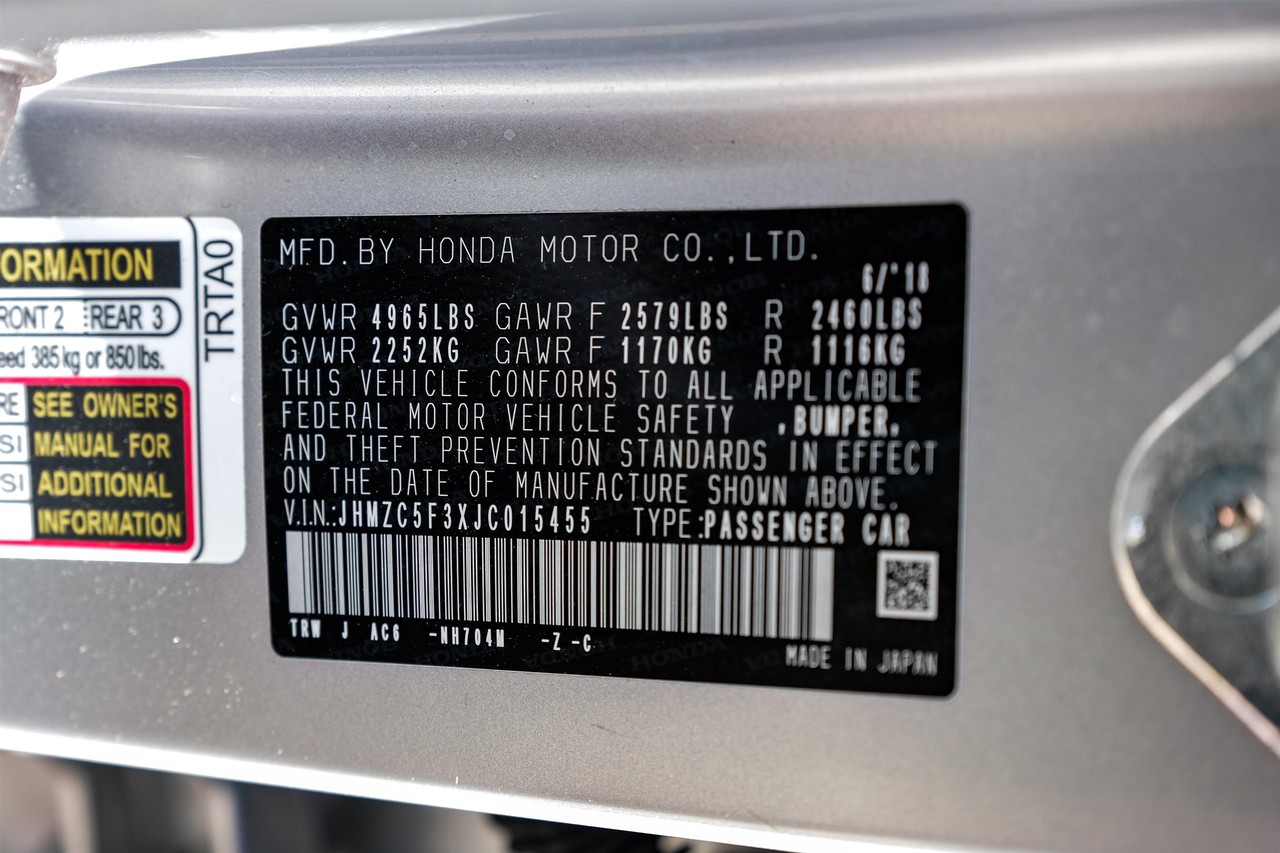 ORMATION
RONT 2 REAR 3
eed 385 kg or 850 lbs.
RE SEE OWNER'S
SI MANUAL FOR
SI ADDITIONAL
INFORMATION
TRTA0
MFD. BY HONDA MOTOR CO.,LTD.
6/'18
GVWR 4965LBS GAWR F 2579LBS R 2460LBS
GVWR 2252KG GAWR F 1170KG R 1116KG
THIS VEHICLE CONFORMS TO ALL APPLICABLE
FEDERAL MOTOR VEHICLE SAFETY ,BUMPER,
AND THEFT PREVENTION STANDARDS IN EFFECT
ON THE DATE OF MANUFACTURE SHOWN ABOVE.
V.I.N.:JHMZC5F3XJC015455 TYPE:PASSENGER CAR
TRW J AC6 -NH704M -Z -C
MADE IN JAPAN